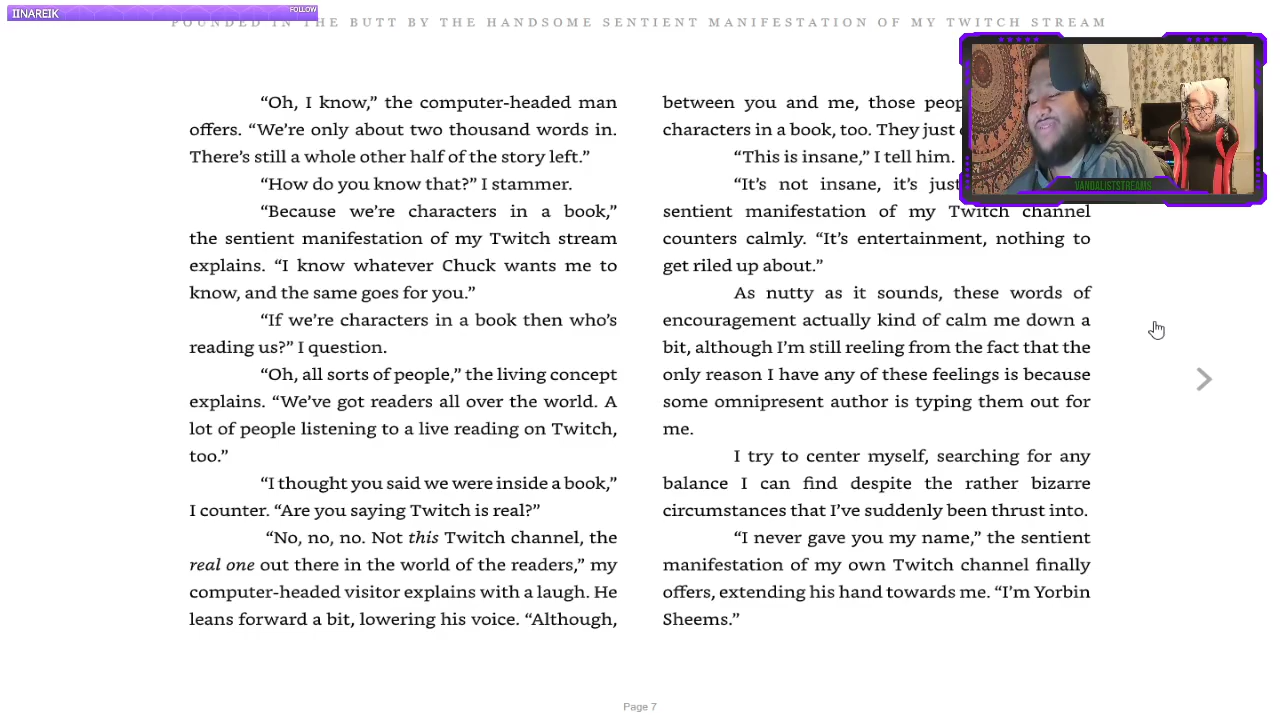 IINAREIK
FOLLOW
POUNDED IN THE BUTT BY THE HANDSOME SENTIENT MANIFESTATION OF MY TWITCH STREAM
“Oh, I know,” the computer-headed man
offers. “We’re only about two thousand words in.
There’s still a whole other half of the story left.”
“How do you know that?” I stammer.
“Because we’re characters in a book,”
the sentient manifestation of my Twitch stream
explains. “I know whatever Chuck wants me to
know, and the same goes for you.”
“If we’re characters in a book then who’s
reading us?” I question.
“Oh, all sorts of people,” the living concept
explains. “We’ve got readers all over the world. A
lot of people listening to a live reading on Twitch,
too.”
“I thought you said we were inside a book,”
I counter. “Are you saying Twitch is real?”
“No, no, no. Not this Twitch channel, the
real one out there in the world of the readers,” my
computer-headed visitor explains with a laugh. He
leans forward a bit, lowering his voice. “Although,
between you and me, those
characters in a book, too. They just
“This is insane,” I tell him.
“It’s not insane, it’s just
sentient manifestation of my Twitch channel
counters calmly. “It’s entertainment, nothing to
get riled up about.”
As nutty as it sounds, these words of
encouragement actually kind of calm me down a
bit, although I’m still reeling from the fact that the
only reason I have any of these feelings is because
some omnipresent author is typing them out for
me.
I try to center myself, searching for any
balance I can find despite the rather bizarre
circumstances that I’ve suddenly been thrust into.
“I never gave you my name,” the sentient
manifestation of my own Twitch channel finally
offers, extending his hand towards me. “I’m Yorbin
Sheems.”
VANDALISTSTREAMS
Page 7